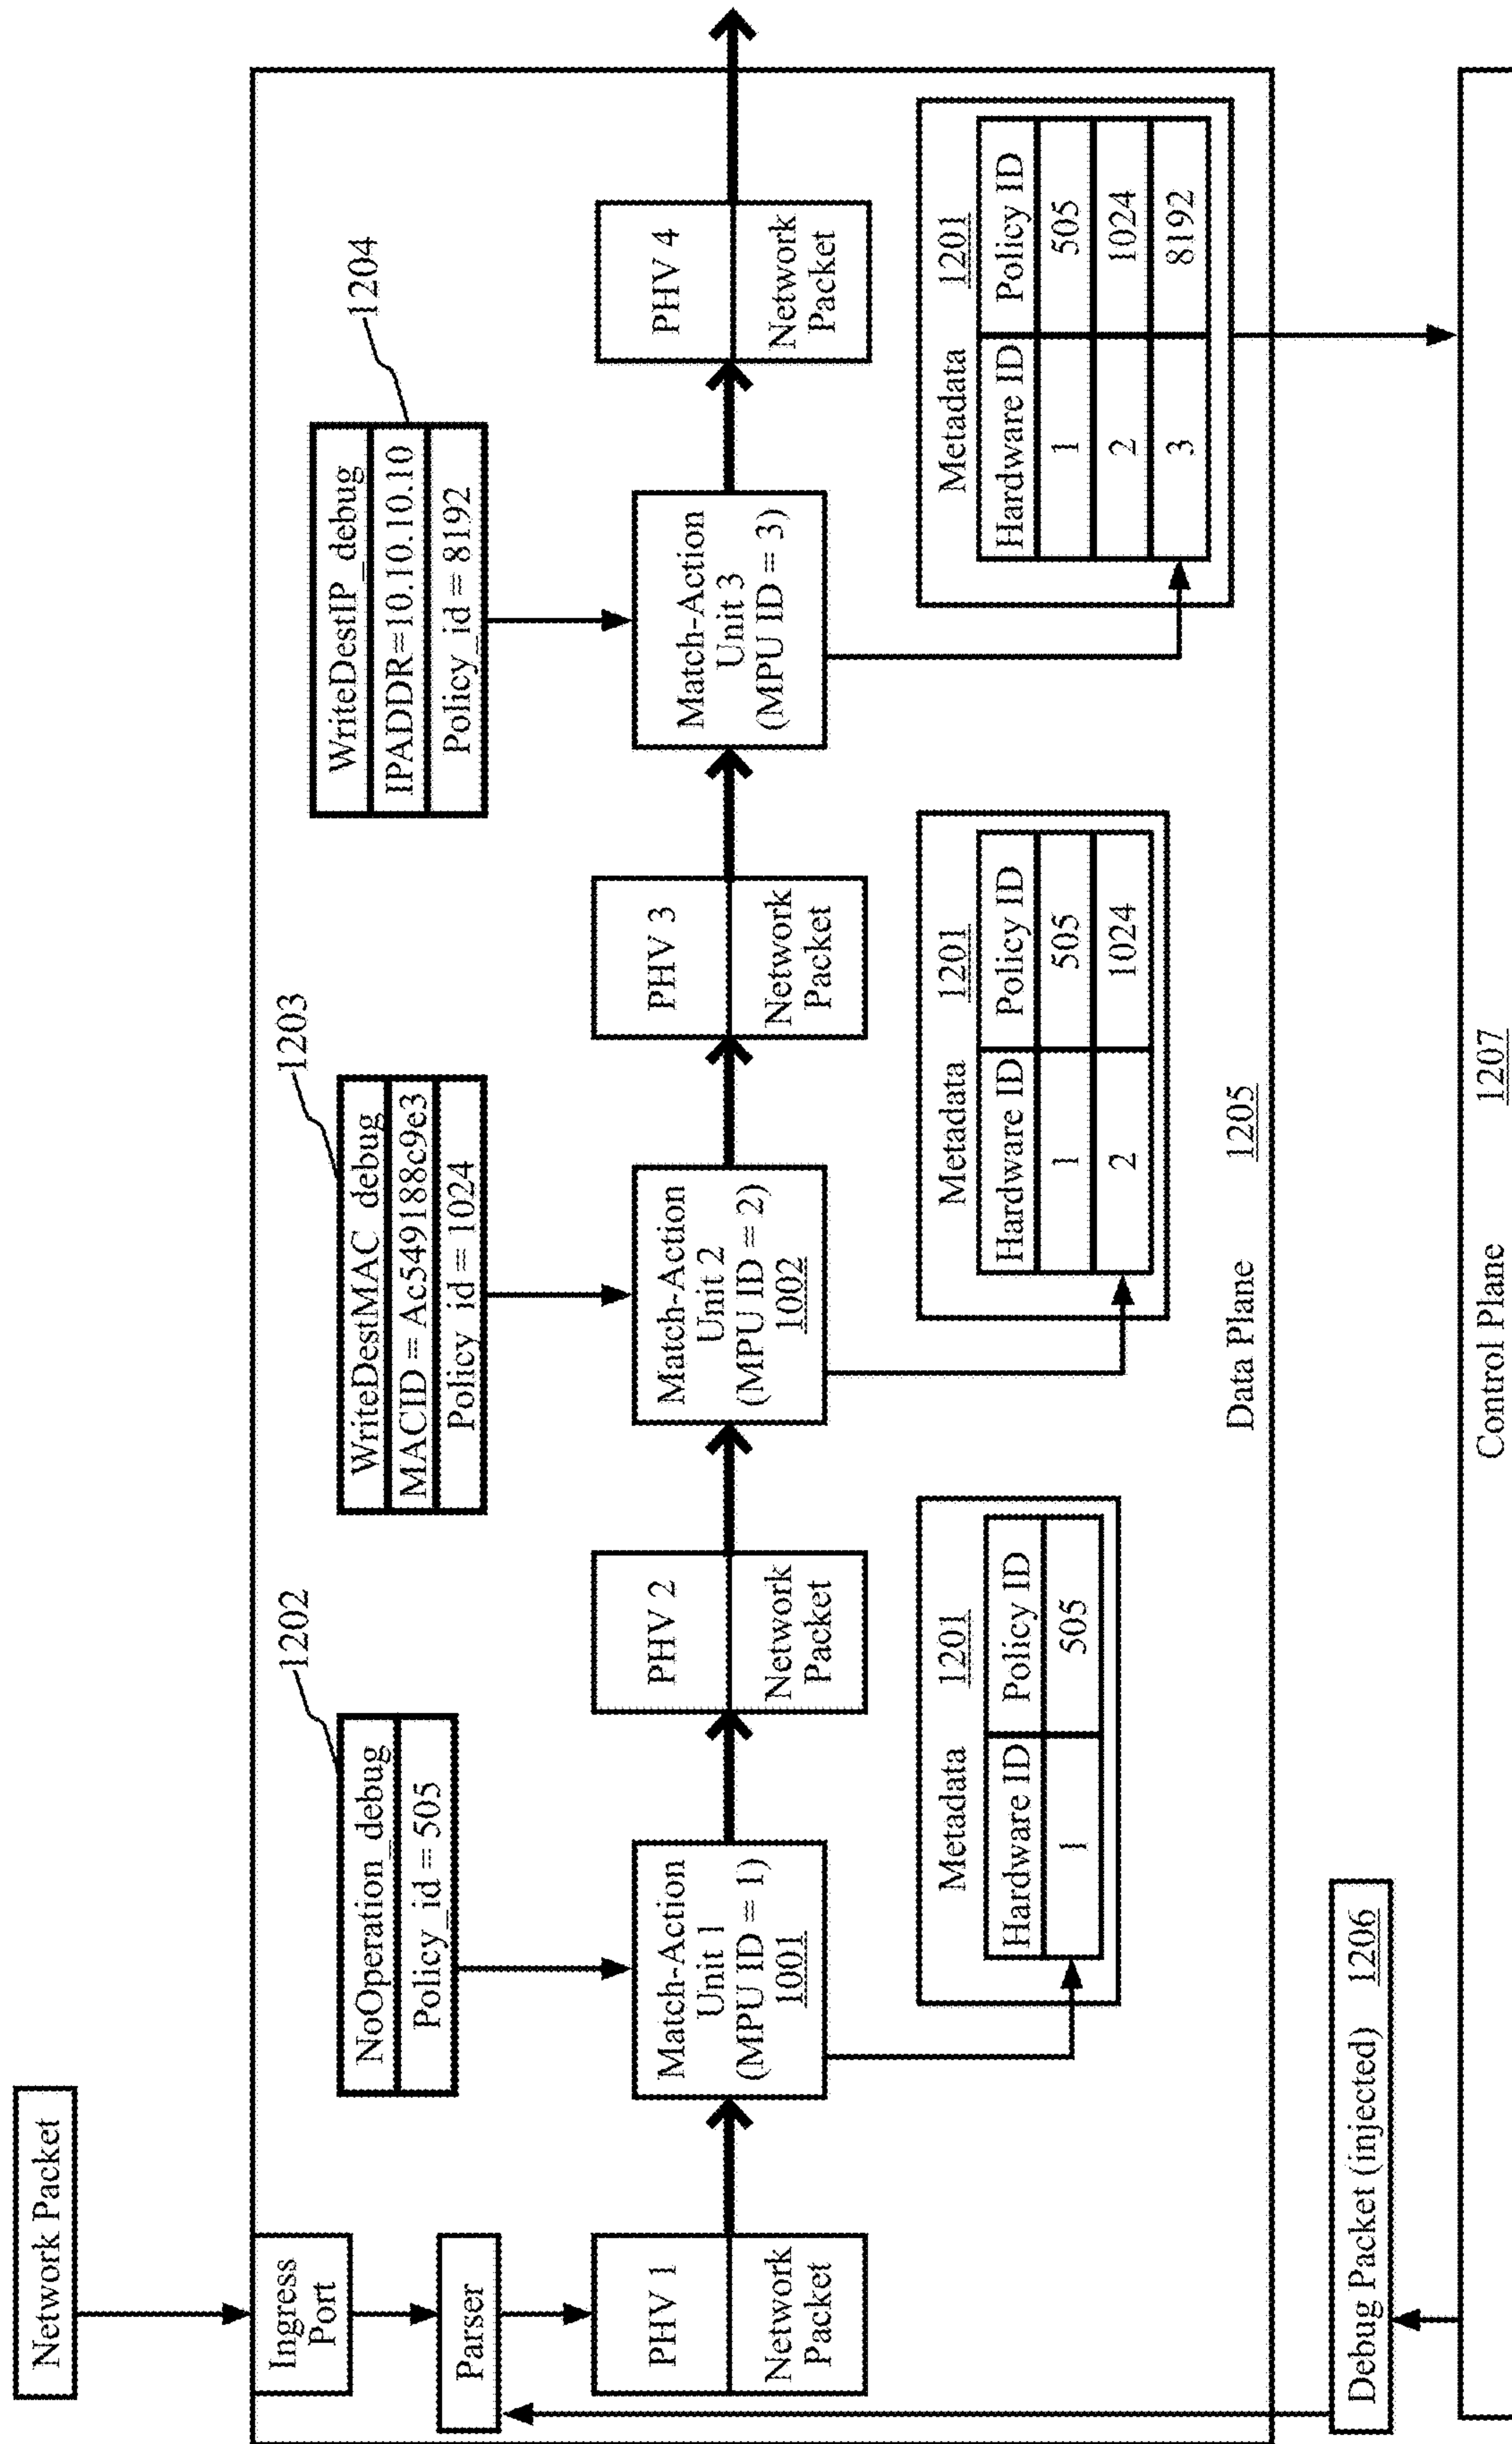 Network Packet
Ingress
Port
Parser
PHV 1
Network
Packet
1202
NoOperation_debug
Policy_id = 505
Match-Action
Unit 1
(MPU ID = 1)
1001
Metadata 1201
Hardware ID Policy ID
1 505
PHV 2
Network
Packet
1203
WriteDestMAC_debug
MACID = Ac549188c9e3
Policy_id = 1024
Match-Action
Unit 2
(MPU ID = 2)
1002
Metadata 1201
Hardware ID Policy ID
1 505
2 1024
PHV 3
Network
Packet
1204
WriteDestIP_debug
IPADDR=10.10.10.10
Policy_id = 8192
Match-Action
Unit 3
(MPU ID = 3)
Metadata 1201
Hardware ID Policy ID
1 505
2 1024
3 8192
PHV 4
Network
Packet
Data Plane 1205
Debug Packet (injected) 1206
Control Plane 1207